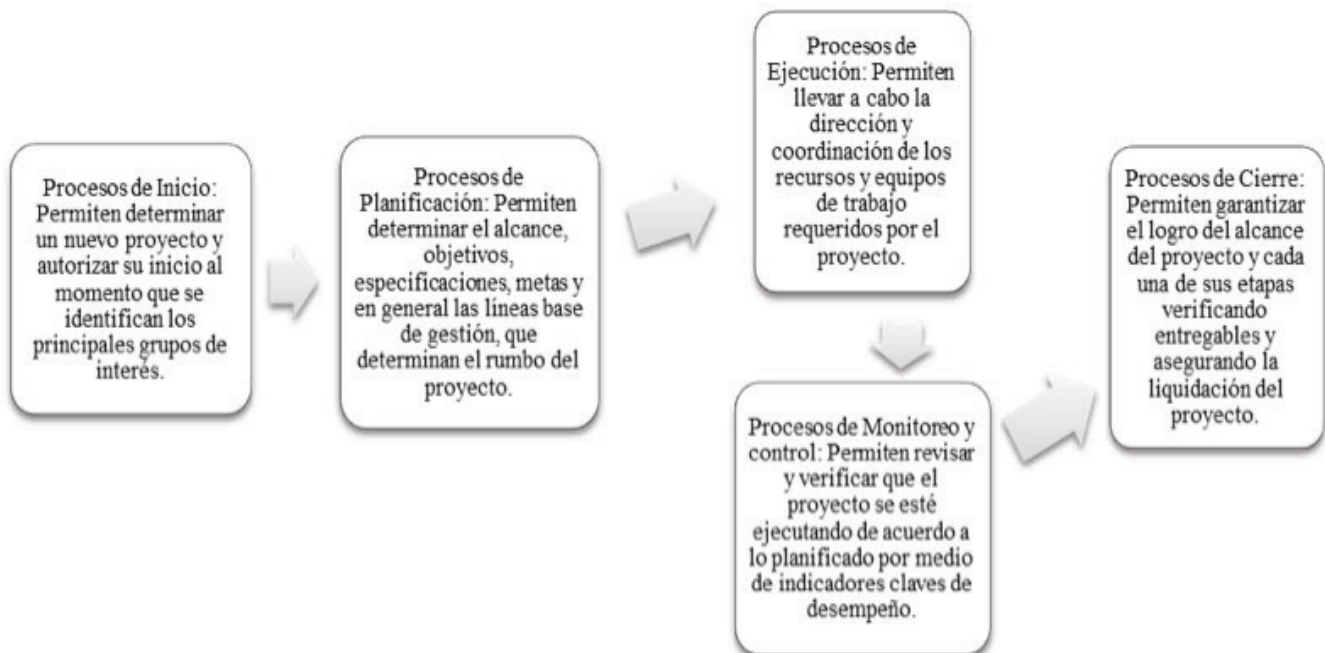 Procesos de Inicio:
Permiten determinar
un nuevo proyecto y
autorizar su inicio al
momento que se
identifican los
principales grupos de
interés.
Procesos de
Planificación: Permiten
determinar el alcance,
objetivos,
especificaciones, metas y
en general las líneas base
de gestión, que
determinan el rumbo del
proyecto.
Procesos de
Ejecución: Permiten
llevar a cabo la
dirección y
coordinación de los
recursos y equipos
de trabajo
requeridos por el
proyecto.
Procesos de Monitoreo y
control: Permiten revisar
y verificar que el
proyecto se esté
ejecutando de acuerdo a
lo planificado por medio
de indicadores claves de
desempeño.
Procesos de Cierre:
Permiten garantizar
el logro del alcance
del proyecto y cada
una de sus etapas
verificando
entregables y
asegurando la
liquidación del
proyecto.